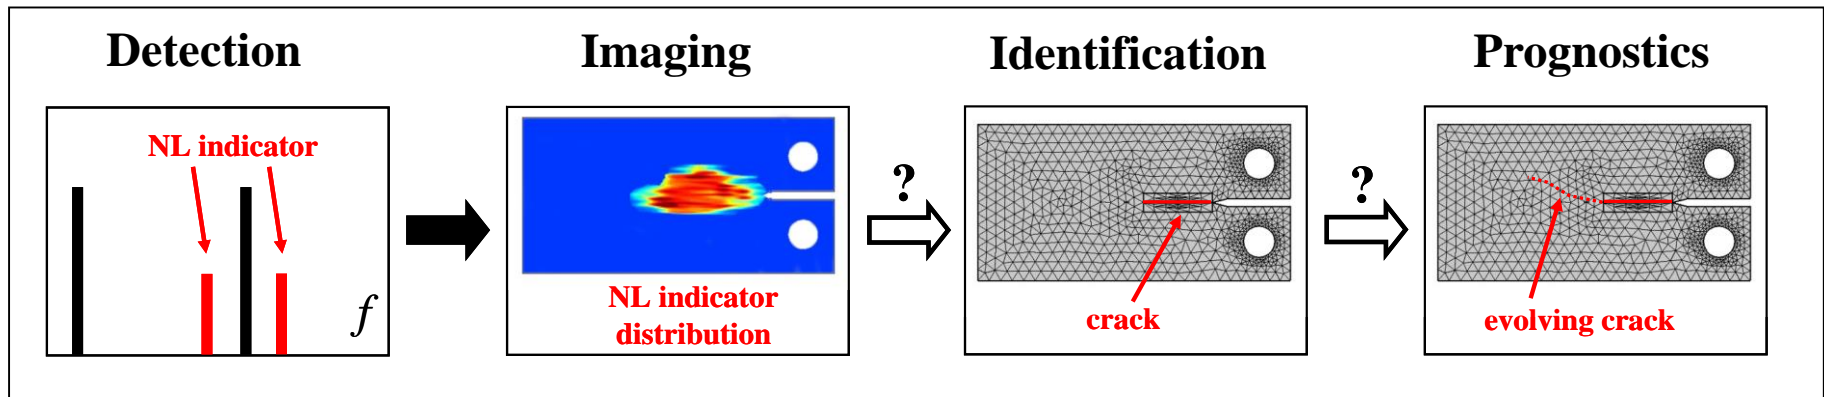 Detection
Imaging
Identification
Prognostics
NL indicator
f
NL indicator
distribution
?
crack
?
evolving crack